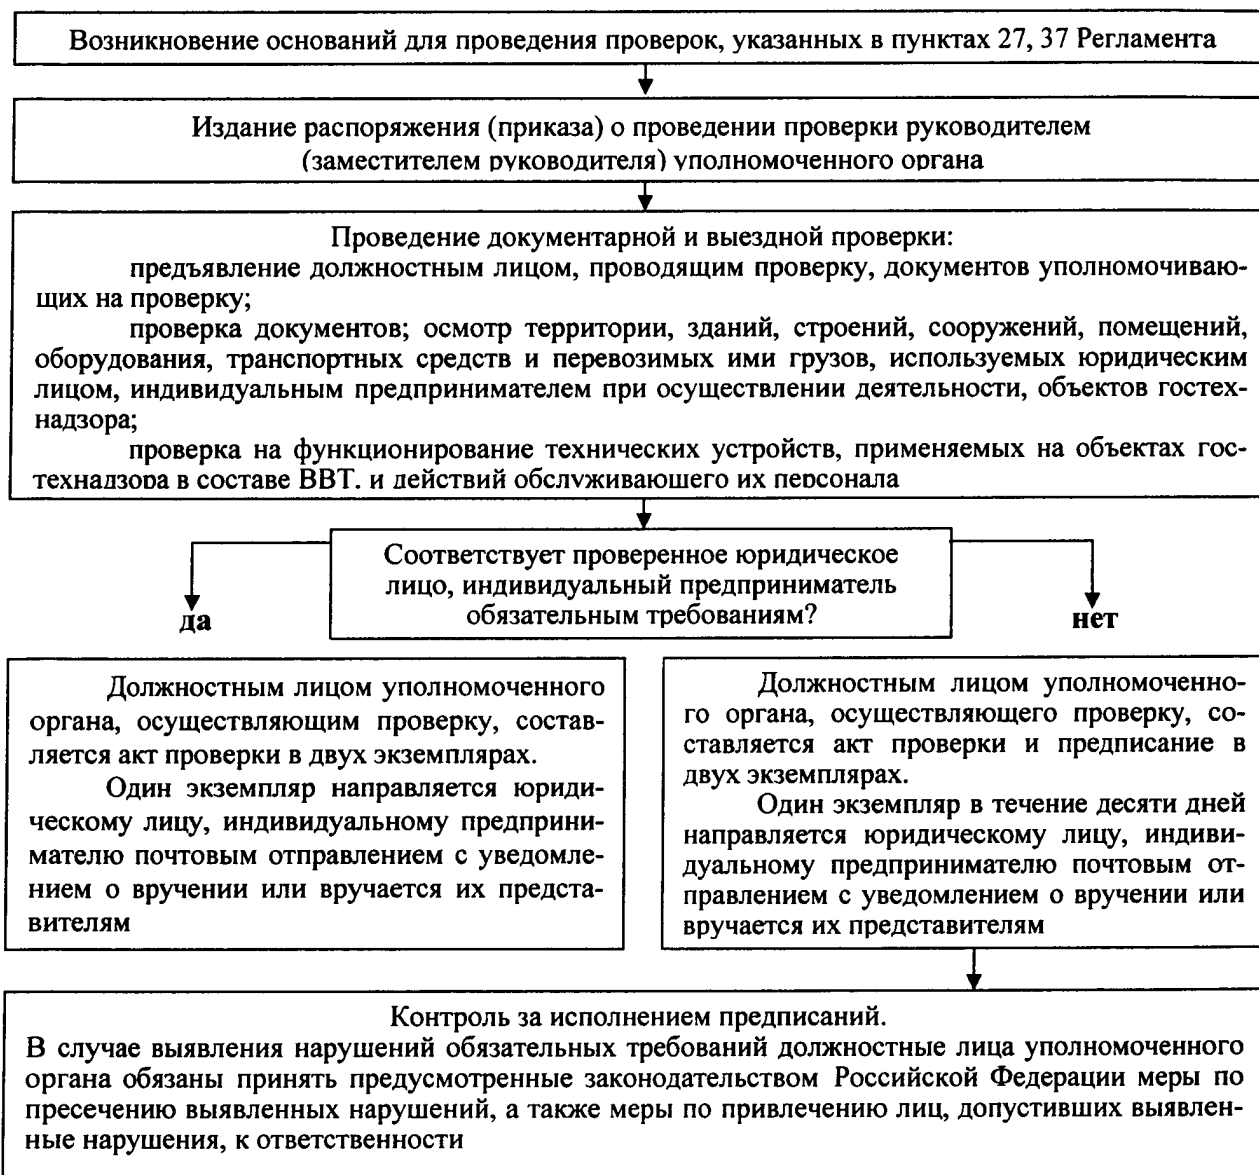 Возникновение оснований для проведения проверок, указанных в пунктах 27, 37 Регламента
Издание распоряжения (приказа) о проведении проверки руководителем
(заместителем руководителя) уполномоченного органа
Проведение документарной и выездной проверки:
предъявление должностным лицом, проводящим проверку, документов уполномочиваю-
щих на проверку;
проверка документов; осмотр территории, зданий, строений, сооружений, помещений,
оборудования, транспортных средств и перевозимых ими грузов, используемых юридическим
лицом, индивидуальным предпринимателем при осуществлении деятельности, объектов гостех-
надзора;
проверка на функционирование технических устройств, применяемых на объектах гос-
технадзора в составе ВВТ, и действий обслуживающего их персонала
Соответствует проверенное юридическое
лицо, индивидуальный предприниматель
обязательным требованиям?
да
нет
Должностным лицом уполномоченного
органа, осуществляющим проверку, состав-
ляется акт проверки в двух экземплярах.
Один экземпляр направляется юриди-
ческому лицу, индивидуальному предприни-
мателю почтовым отправлением с уведомле-
нием о вручении или вручается их предста-
вителям
Должностным лицом уполномоченно-
го органа, осуществляющего проверку, со-
ставляется акт проверки и предписание в
двух экземплярах.
Один экземпляр в течение десяти дней
направляется юридическому лицу, индиви-
дуальному предпринимателю почтовым от-
правлением с уведомлением о вручении или
вручается их представителям
Контроль за исполнением предписаний.
В случае выявления нарушений обязательных требований должностные лица уполномоченного
органа обязаны принять предусмотренные законодательством Российской Федерации меры по
пресечению выявленных нарушений, а также меры по привлечению лиц, допустивших выявлен-
ные нарушения, к ответственности